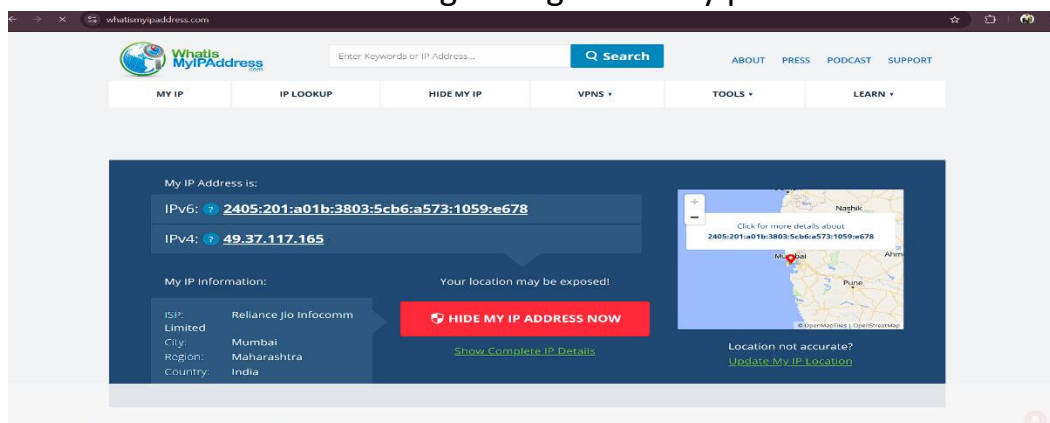 whatismyipaddress.com
WhatIs
MyIPAddress
.com
Enter Keywords or IP Address...
Search
ABOUT PRESS PODCAST SUPPORT
MY IP IP LOOKUP HIDE MY IP VPNS TOOLS LEARN
My IP Address is:
IPv6: ? 2405:201:a01b:3803:5cb6:a573:1059:e678
IPv4: ? 49.37.117.165
My IP Information:
ISP: Reliance Jio Infocomm
Limited
City: Mumbai
Region: Maharashtra
Country: India
Your location may be exposed!
HIDE MY IP ADDRESS NOW
Show Complete IP Details
+
−
Nashik
Click for more details about
2405:201:a01b:3803:5cb6:a573:1059:e678
Mumbai
Ahm
Pune
© OpenMapTiles | OpenStreetMap
Location not accurate?
Update My IP Location